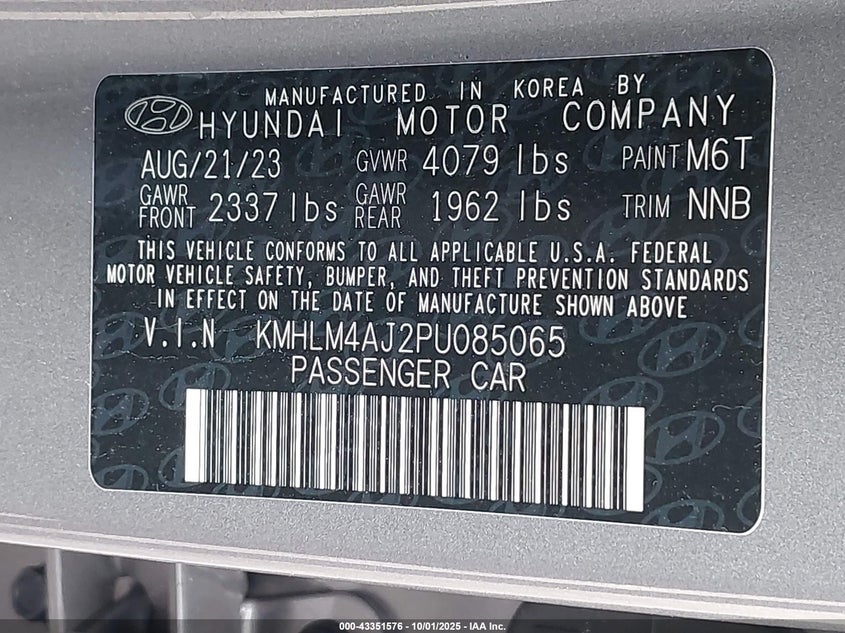 MANUFACTURED IN KOREA BY
HYUNDAI MOTOR COMPANY
AUG/21/23 GVWR 4079 lbs PAINT M6T
GAWR FRONT 2337 lbs GAWR REAR 1962 lbs TRIM NNB
THIS VEHICLE CONFORMS TO ALL APPLICABLE U.S.A. FEDERAL
MOTOR VEHICLE SAFETY, BUMPER, AND THEFT PREVENTION STANDARDS
IN EFFECT ON THE DATE OF MANUFACTURE SHOWN ABOVE
V.I.N KMHLM4AJ2PU085065
PASSENGER CAR
000-43351576 - 10/01/2025 - IAA Inc.